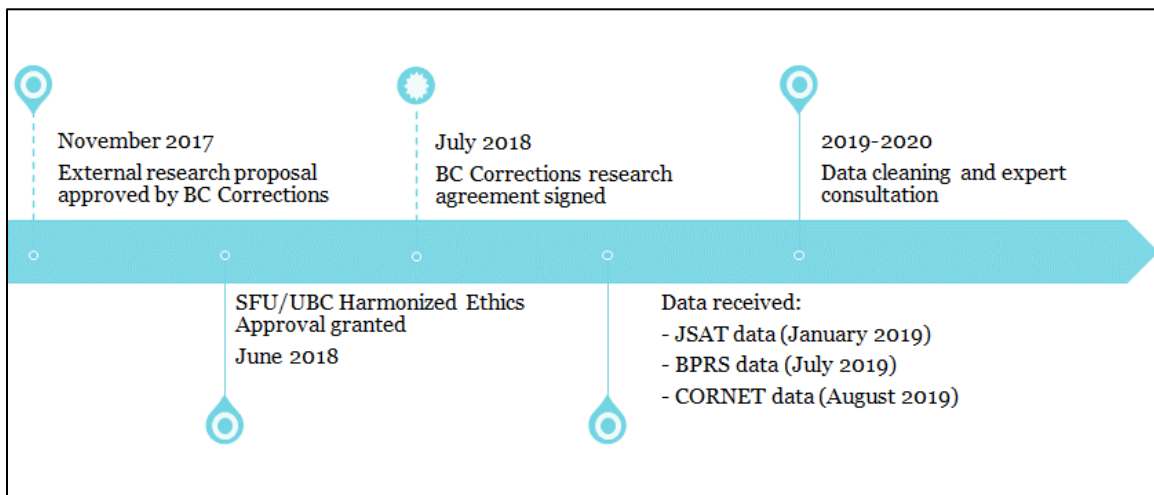 November 2017
External research proposal
approved by BC Corrections
SFU/UBC Harmonized Ethics
Approval granted
June 2018
July 2018
BC Corrections research
agreement signed
Data received:
- JSAT data (January 2019)
- BPRS data (July 2019)
- CORNET data (August 2019)
2019-2020
Data cleaning and expert
consultation